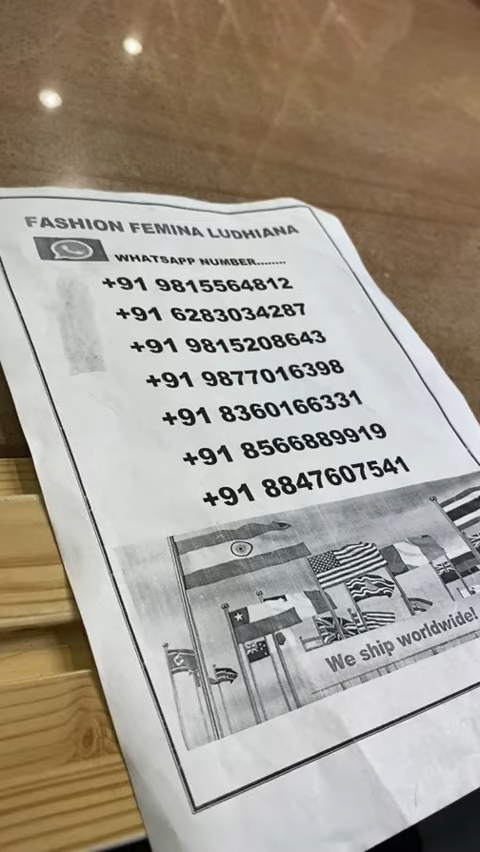 FASHION FEMINA LUDHIANA
WHATSAPP NUMBER........
+91 9815564812
+91 6283034287
+91 9815208643
+91 9877016398
+91 8360166331
+91 8566889919
+91 8847607541
We ship worldwide!